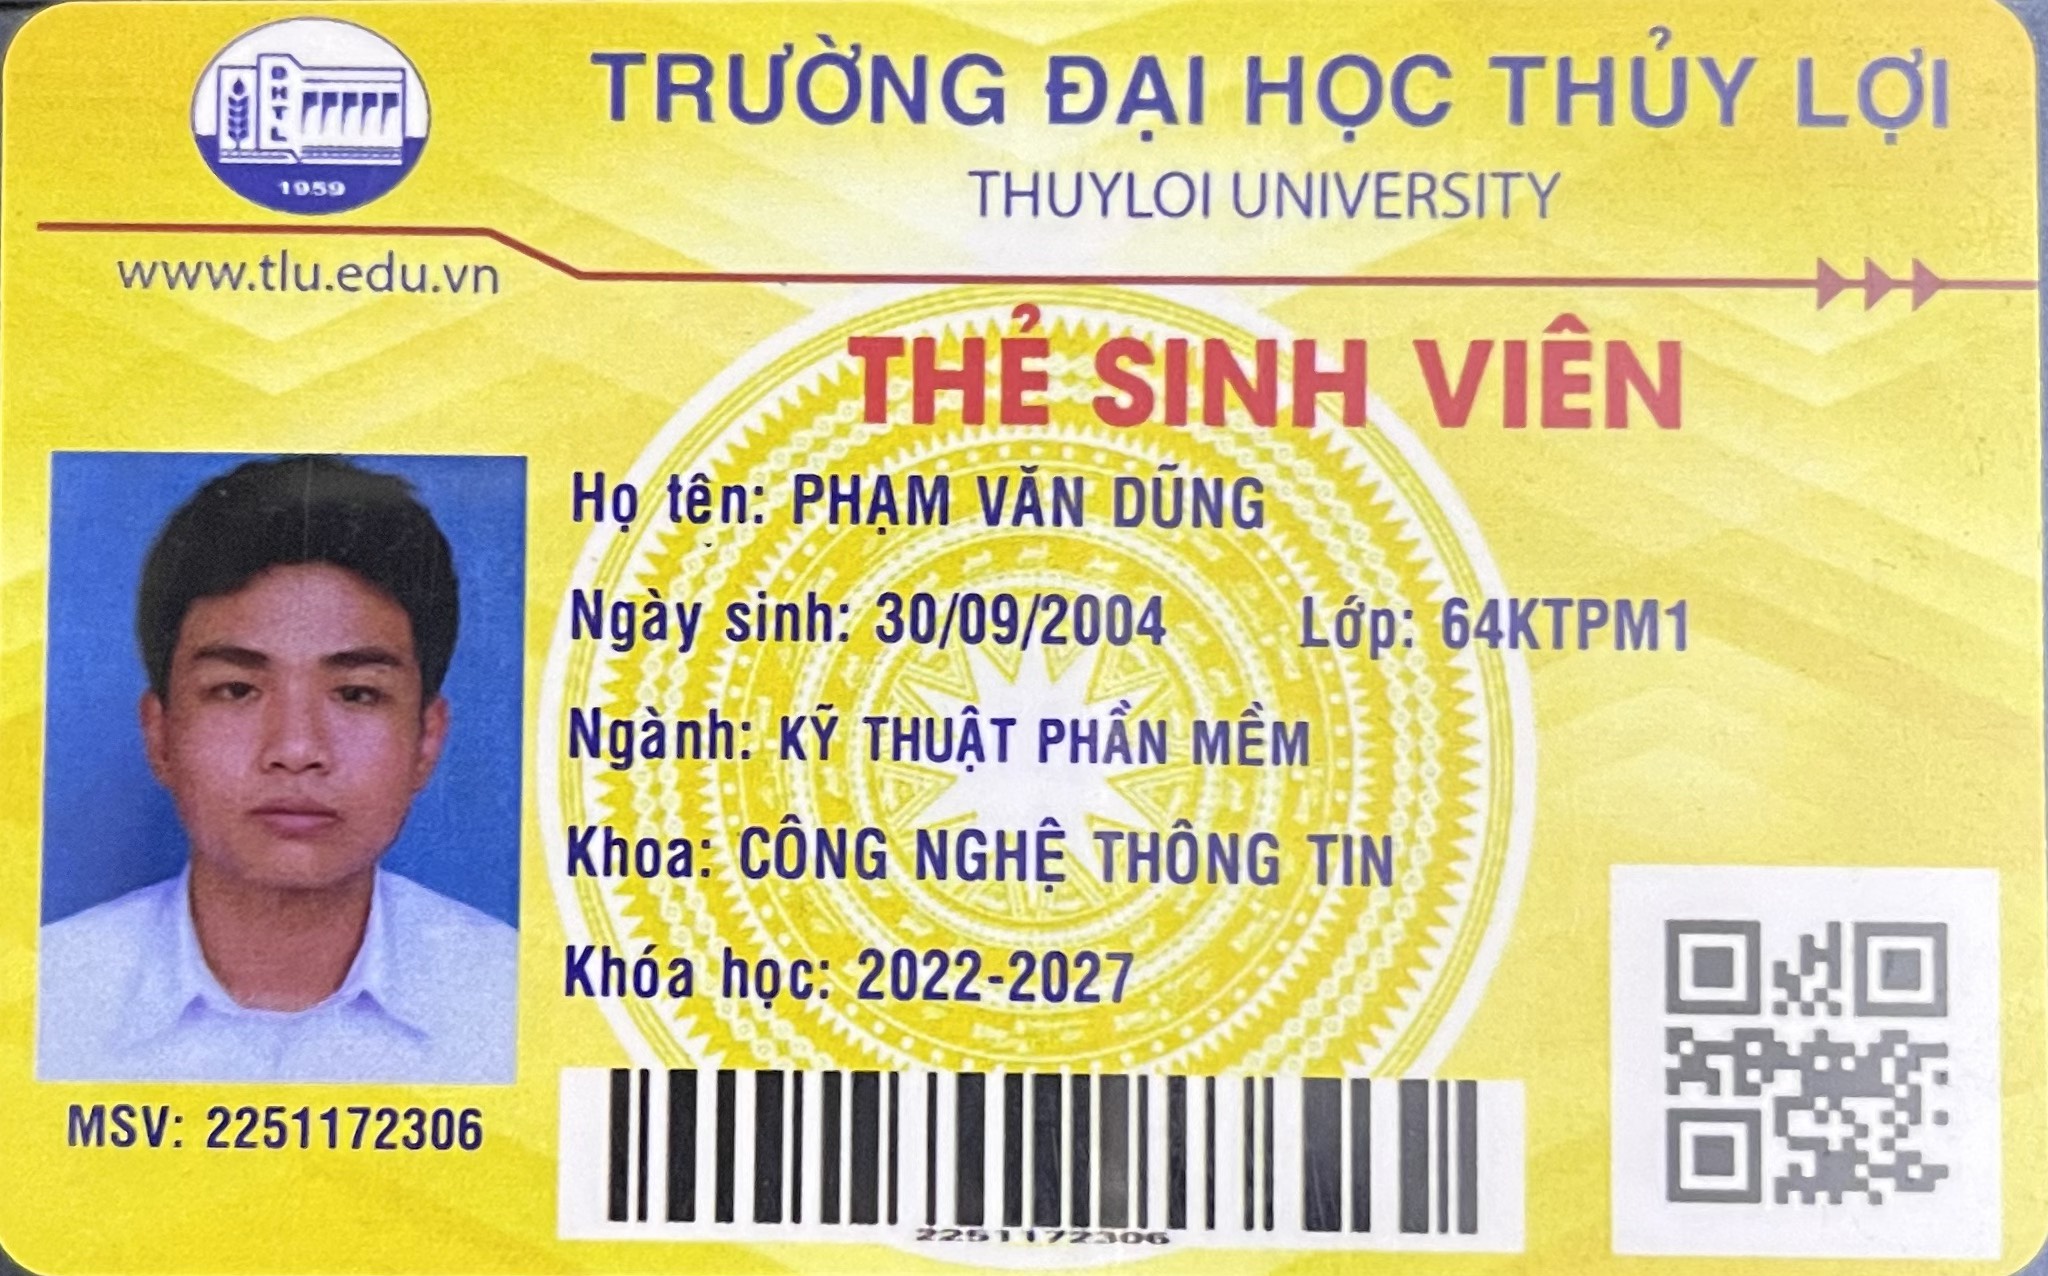 ĐHTL
1959
TRƯỜNG ĐẠI HỌC THỦY LỢI
THUYLOI UNIVERSITY
www.tlu.edu.vn
THẺ SINH VIÊN
Họ tên: PHẠM VĂN DŨNG
Ngày sinh: 30/09/2004 Lớp: 64KTPM1
Ngành: KỸ THUẬT PHẦN MỀM
Khoa: CÔNG NGHỆ THÔNG TIN
Khóa học: 2022-2027
MSV: 2251172306
2251172306